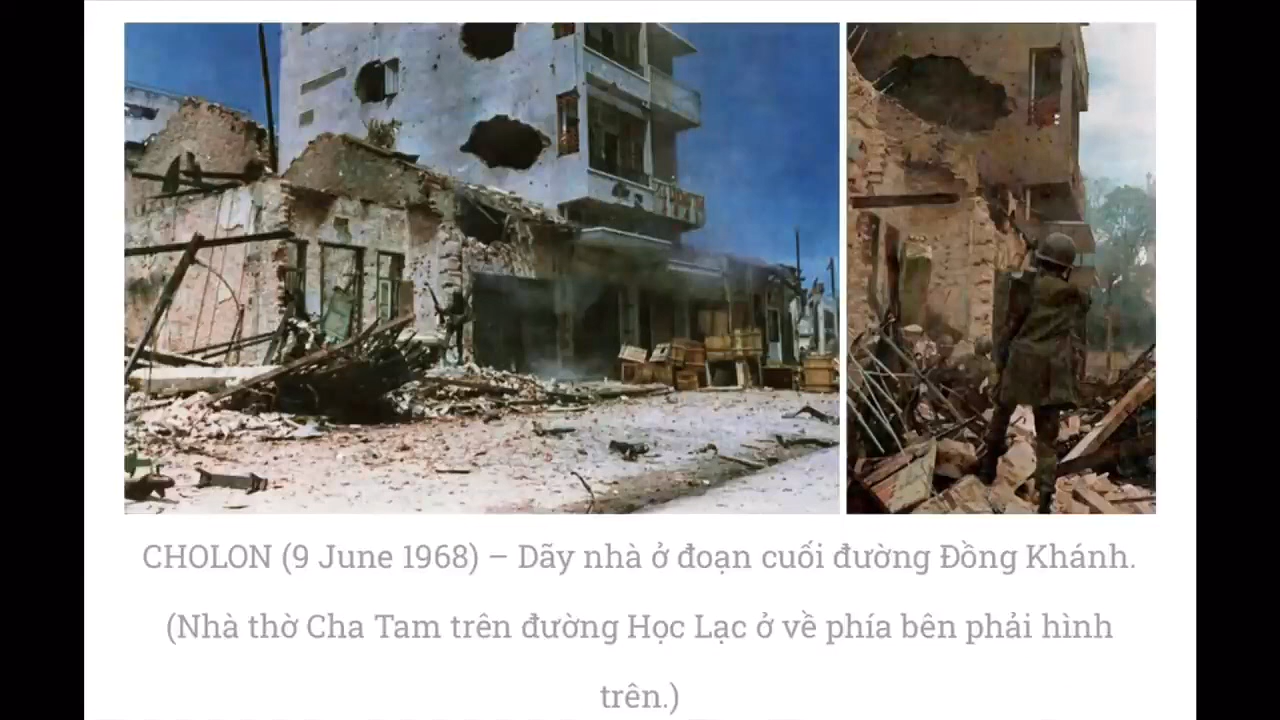 CHOLON (9 June 1968) – Dãy nhà ở đoạn cuối đường Đồng Khánh.
(Nhà thờ Cha Tam trên đường Học Lạc ở về phía bên phải hình
trên.)